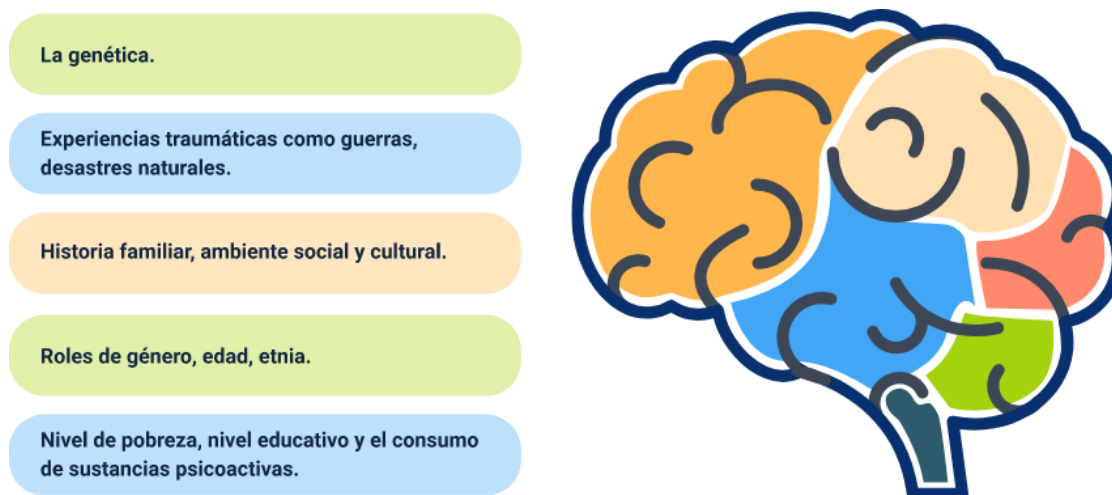 La genética.
Experiencias traumáticas como guerras,
desastres naturales.
Historia familiar, ambiente social y cultural.
Roles de género, edad, etnia.
Nivel de pobreza, nivel educativo y el consumo
de sustancias psicoactivas.